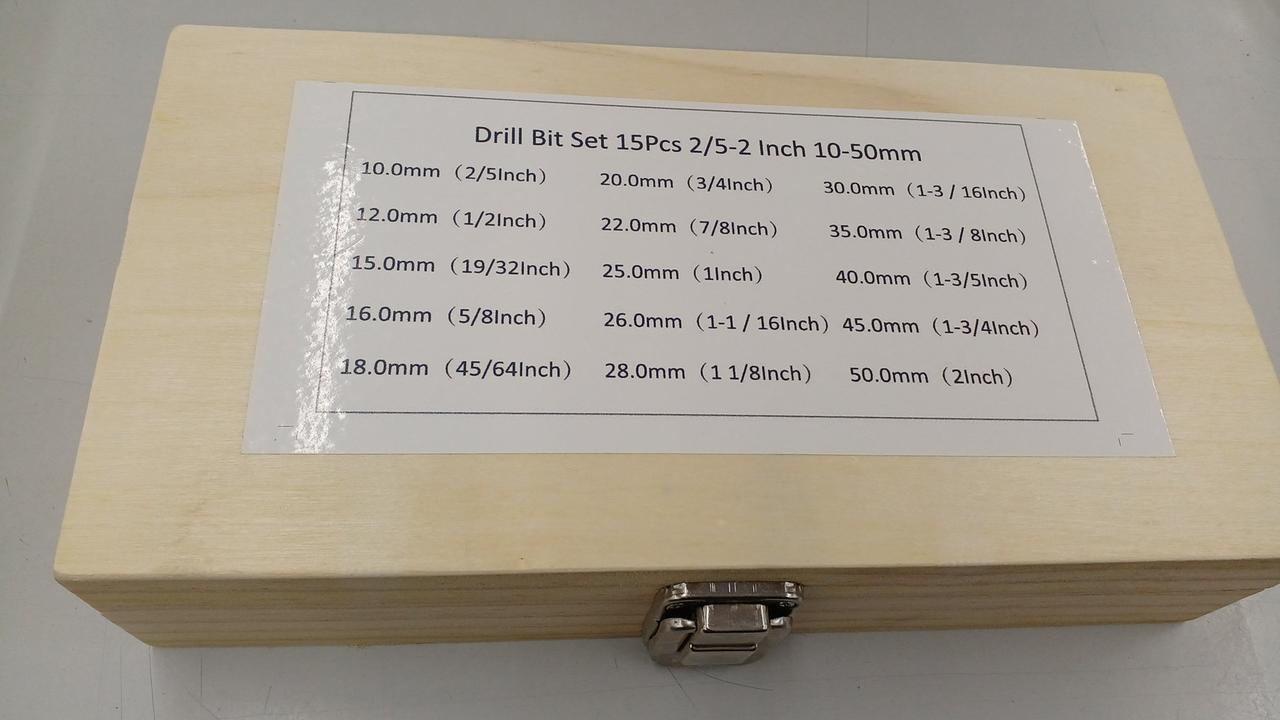 Drill Bit Set 15Pcs 2/5-2 Inch 10-50mm
10.0mm（2/5Inch） 20.0mm（3/4Inch） 30.0mm（1-3 / 16Inch）
12.0mm（1/2Inch） 22.0mm（7/8Inch） 35.0mm（1-3 / 8Inch）
15.0mm（19/32Inch） 25.0mm（1Inch） 40.0mm（1-3/5Inch）
16.0mm（5/8Inch） 26.0mm（1-1 / 16Inch） 45.0mm（1-3/4Inch）
18.0mm（45/64Inch） 28.0mm（1 1/8Inch） 50.0mm（2Inch）